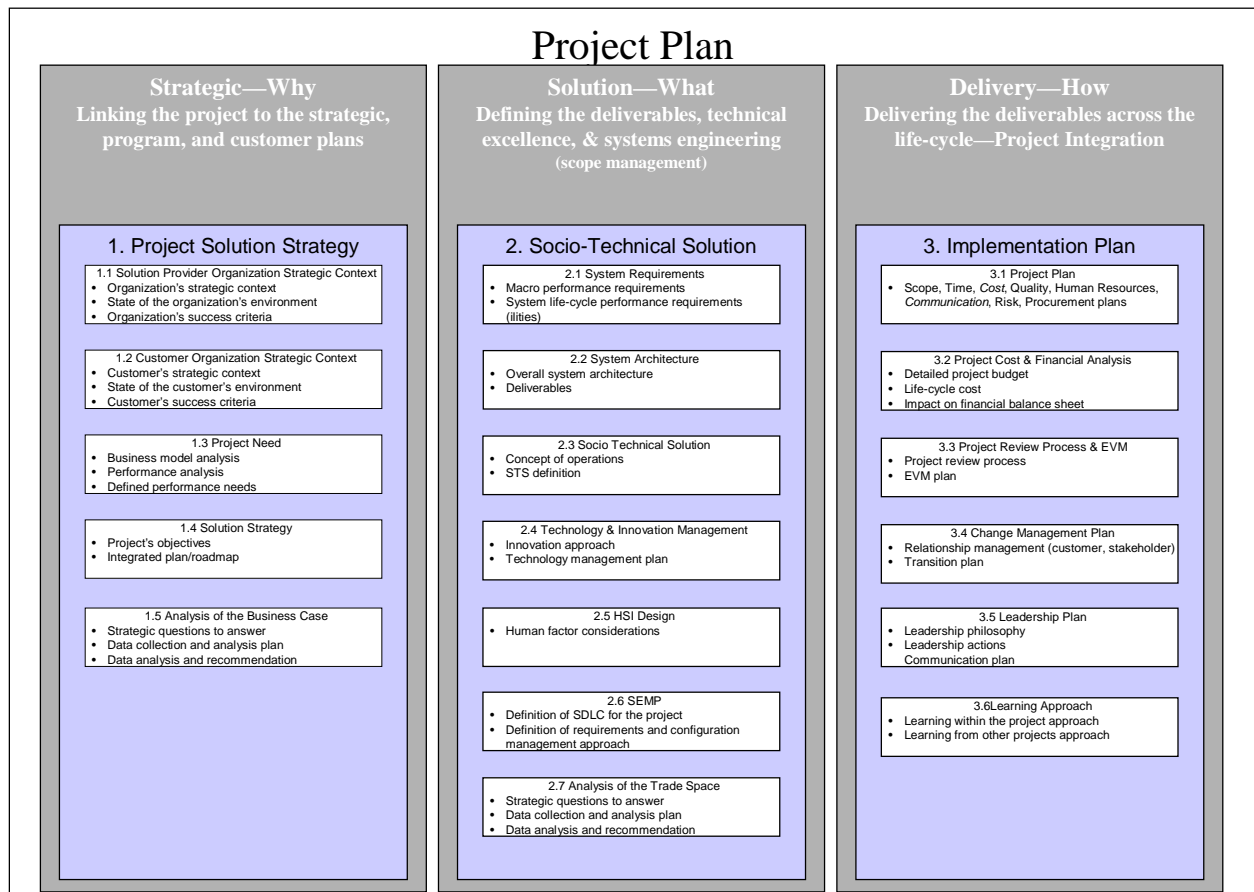 Project Plan
Strategic—Why
Linking the project to the strategic,
program, and customer plans
1. Project Solution Strategy
1.1 Solution Provider Organization Strategic Context
• Organization's strategic context
• State of the organization's environment
• Organization's success criteria
1.2 Customer Organization Strategic Context
• Customer's strategic context
• State of the customer's environment
• Customer's success criteria
1.3 Project Need
• Business model analysis
• Performance analysis
• Defined performance needs
1.4 Solution Strategy
• Project's objectives
• Integrated plan/roadmap
1.5 Analysis of the Business Case
• Strategic questions to answer
• Data collection and analysis plan
• Data analysis and recommendation
Solution—What
Defining the deliverables, technical
excellence, & systems engineering
(scope management)
2. Socio-Technical Solution
2.1 System Requirements
• Macro performance requirements
• System life-cycle performance requirements
(ilities)
2.2 System Architecture
• Overall system architecture
• Deliverables
2.3 Socio Technical Solution
• Concept of operations
• STS definition
2.4 Technology & Innovation Management
• Innovation approach
• Technology management plan
2.5 HSI Design
• Human factor considerations
2.6 SEMP
• Definition of SDLC for the project
• Definition of requirements and configuration
management approach
2.7 Analysis of the Trade Space
• Strategic questions to answer
• Data collection and analysis plan
• Data analysis and recommendation
Delivery—How
Delivering the deliverables across the
life-cycle—Project Integration
3. Implementation Plan
3.1 Project Plan
• Scope, Time, Cost, Quality, Human Resources,
Communication, Risk, Procurement plans
3.2 Project Cost & Financial Analysis
• Detailed project budget
• Life-cycle cost
• Impact on financial balance sheet
3.3 Project Review Process & EVM
• Project review process
• EVM plan
3.4 Change Management Plan
• Relationship management (customer, stakeholder)
• Transition plan
3.5 Leadership Plan
• Leadership philosophy
• Leadership actions
Communication plan
3.6Learning Approach
• Learning within the project approach
• Learning from other projects approach